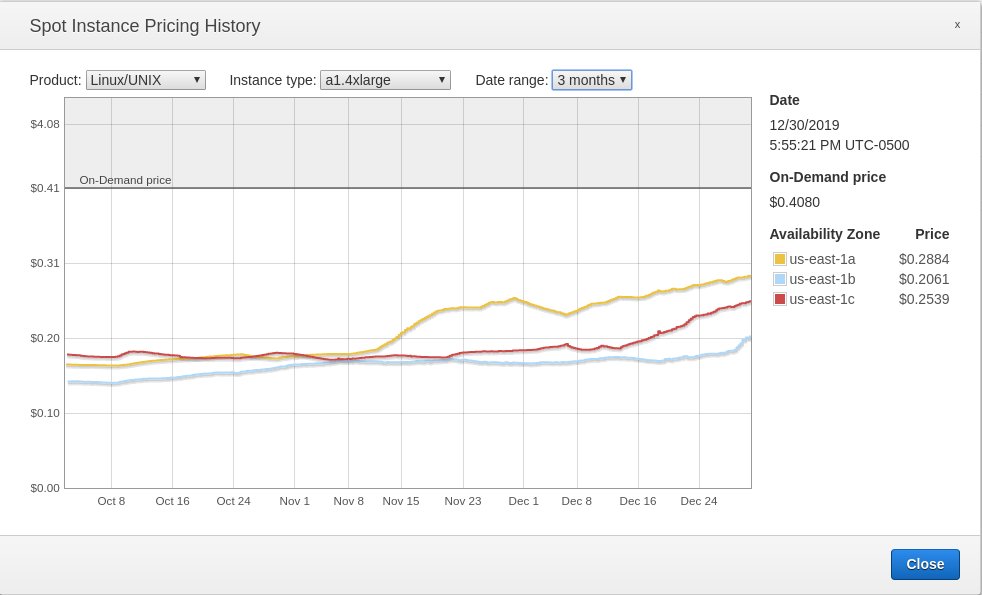 Spot Instance Pricing History
x
Product: Linux/UNIX Instance type: a1.4xlarge Date range: 3 months
$4.08
On-Demand price
$0.41
$0.31
$0.20
$0.10
$0.00
Oct 8 Oct 16 Oct 24 Nov 1 Nov 8 Nov 15 Nov 23 Dec 1 Dec 8 Dec 16 Dec 24
Date
12/30/2019
5:55:21 PM UTC-0500
On-Demand price
$0.4080
Availability Zone Price
us-east-1a $0.2884
us-east-1b $0.2061
us-east-1c $0.2539
Close